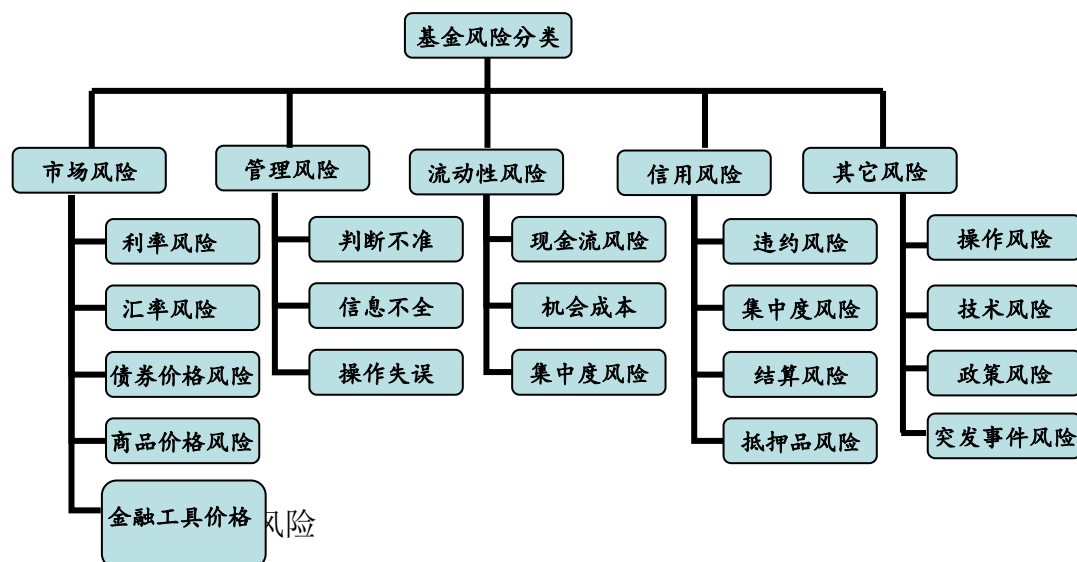 基金风险分类
市场风险
管理风险
流动性风险
信用风险
其它风险
利率风险
汇率风险
债券价格风险
商品价格风险
金融工具价格
风险
判断不准
信息不全
操作失误
现金流风险
机会成本
集中度风险
违约风险
集中度风险
结算风险
抵押品风险
操作风险
技术风险
政策风险
突发事件风险